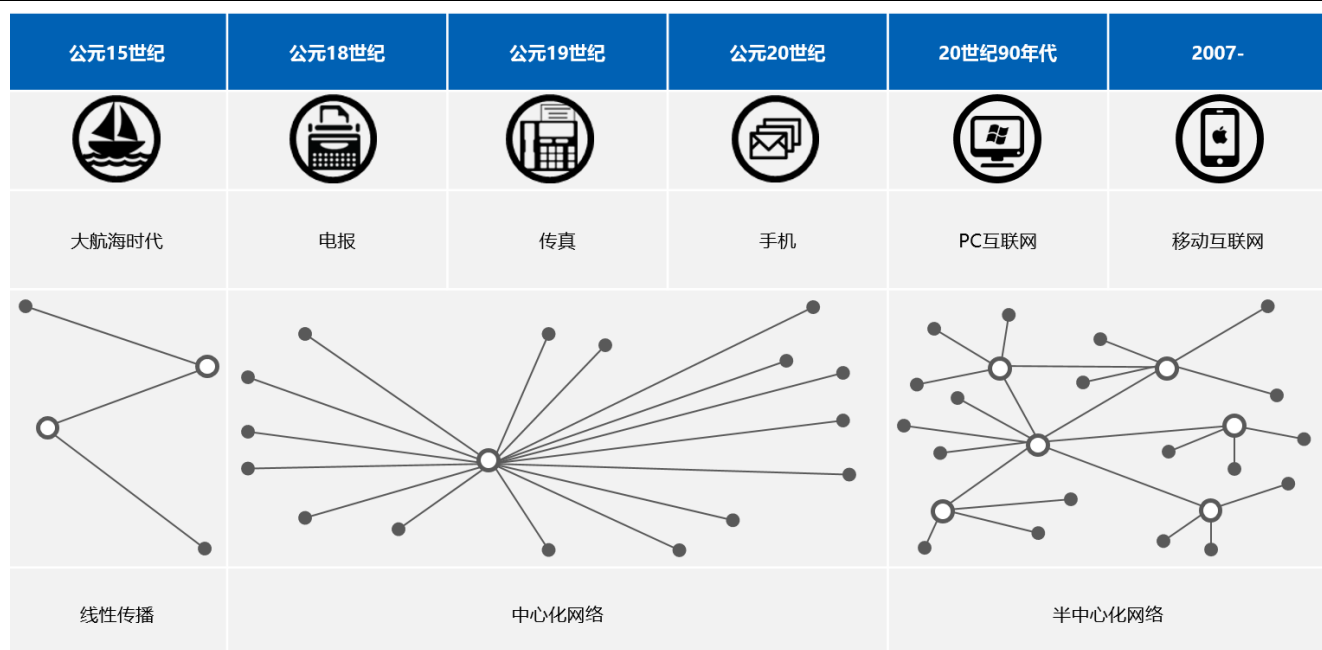 公元15世纪
公元18世纪
公元19世纪
公元20世纪
20世纪90年代
2007-
大航海时代
电报
传真
手机
PC互联网
移动互联网
线性传播
中心化网络
半中心化网络